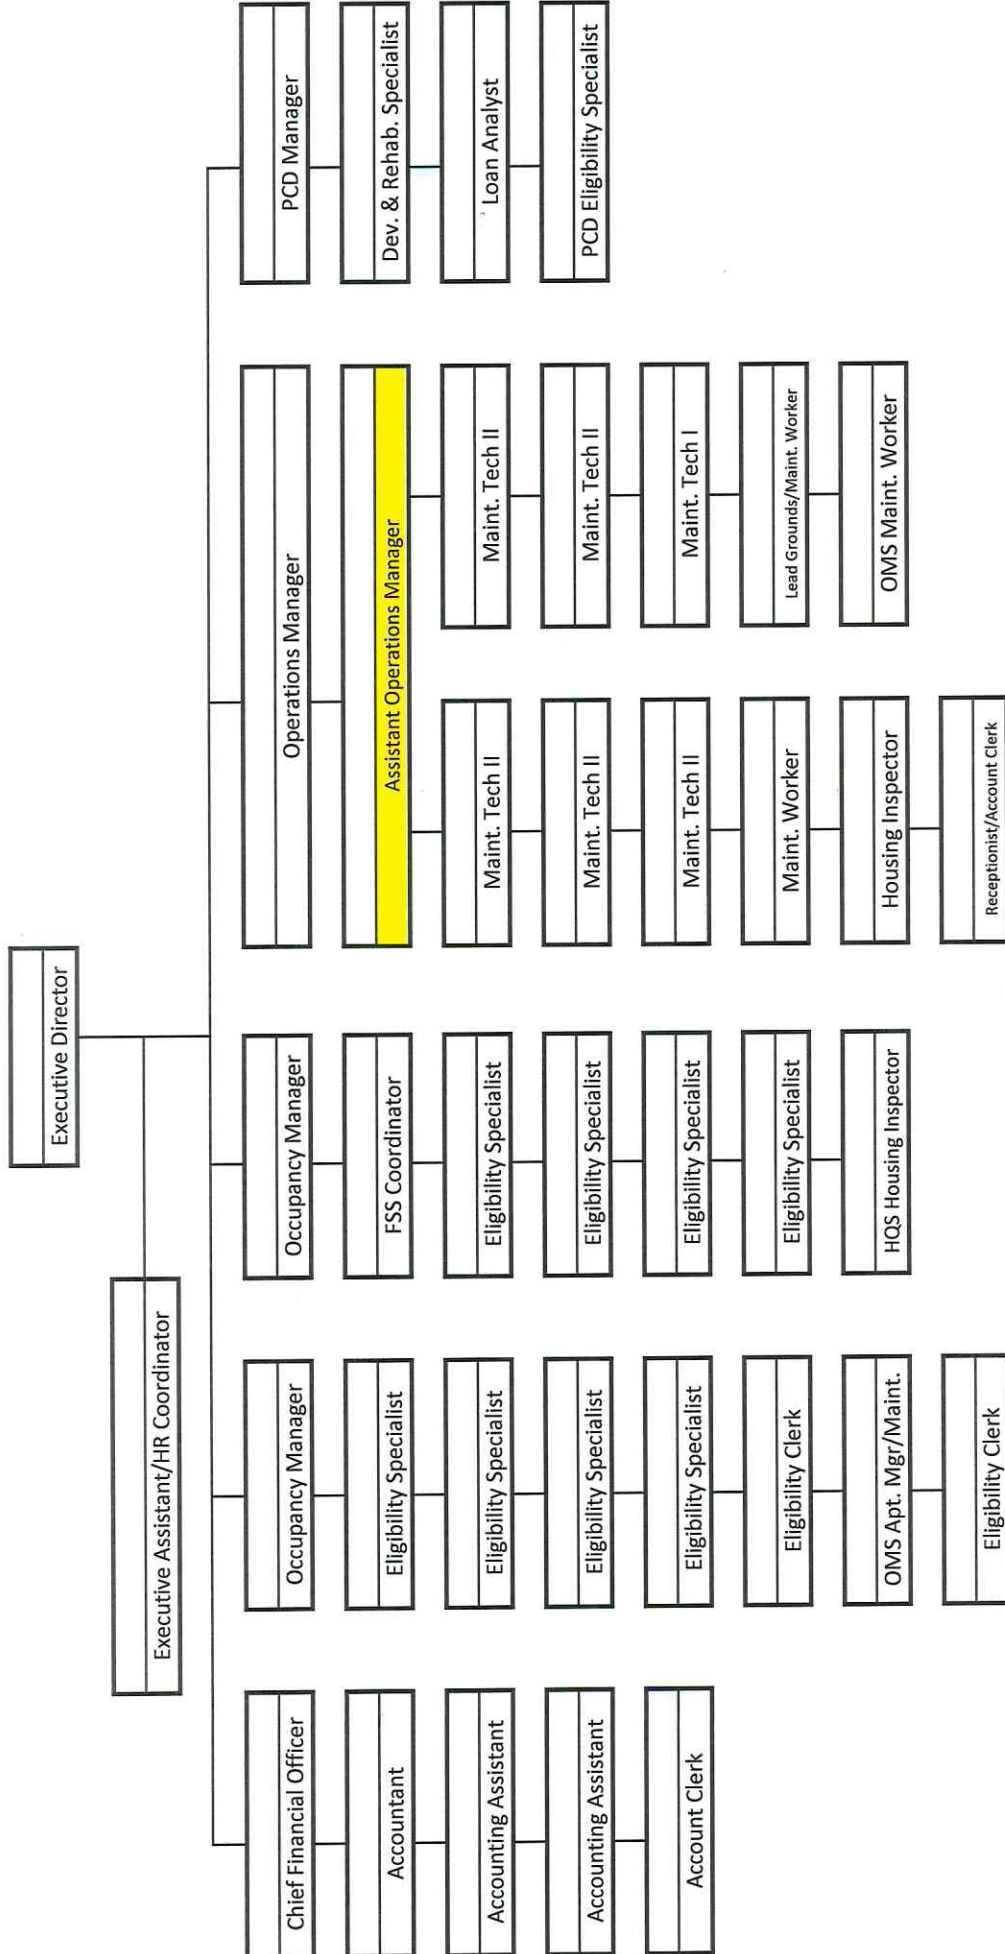 Executive Director
Executive Assistant/HR Coordinator
Chief Financial Officer
Accountant
Accounting Assistant
Accounting Assistant
Account Clerk
Occupancy Manager
Eligibility Specialist
Eligibility Specialist
Eligibility Specialist
Eligibility Specialist
Eligibility Clerk
OMS Apt. Mgr/Maint.
Eligibility Clerk
Occupancy Manager
FSS Coordinator
Eligibility Specialist
Eligibility Specialist
Eligibility Specialist
Eligibility Specialist
HQS Housing Inspector
Operations Manager
Assistant Operations Manager
Maint. Tech II
Maint. Tech II
Maint. Tech II
Maint. Worker
Housing Inspector
Receptionist/Account Clerk
Maint. Tech II
Maint. Tech II
Maint. Tech I
Lead Grounds/Maint. Worker
OMS Maint. Worker
PCD Manager
Dev. & Rehab. Specialist
Loan Analyst
PCD Eligibility Specialist